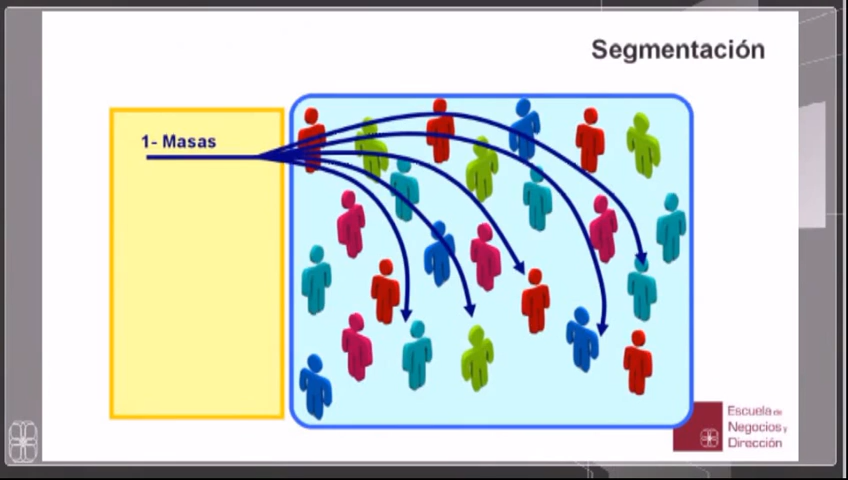 Segmentación
1- Masas
Escuela de
Negocios y
Dirección